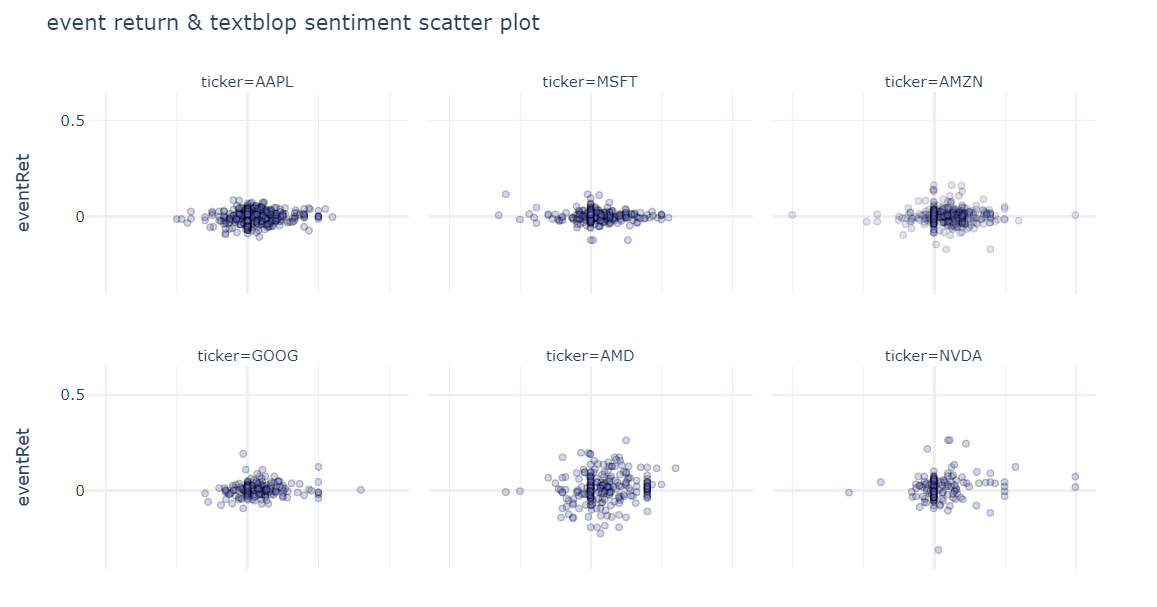 event return & textblop sentiment scatter plot
ticker=AAPL
ticker=MSFT
ticker=AMZN
0.5
0
eventRet
ticker=GOOG
ticker=AMD
ticker=NVDA
0.5
0
eventRet